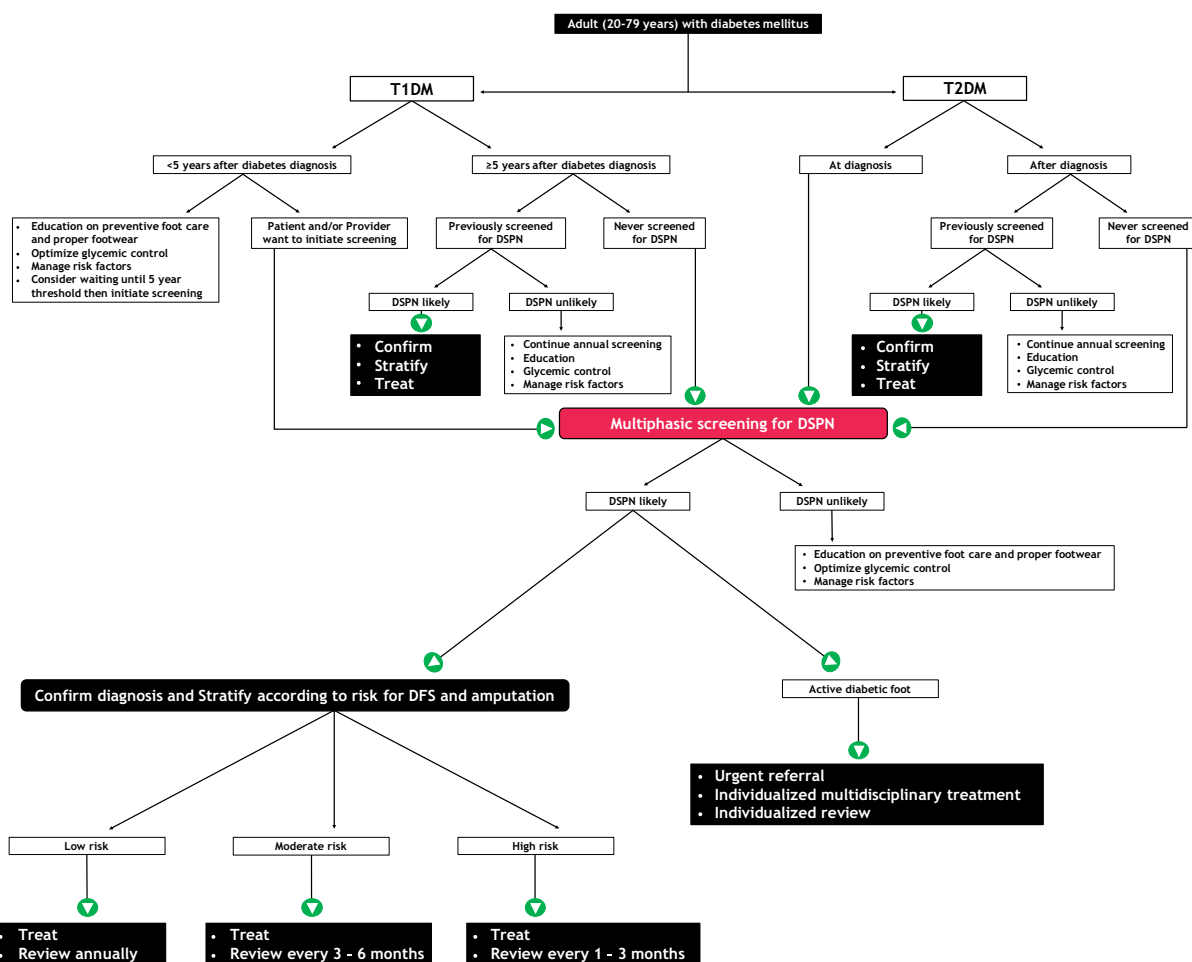 Adult (20-79 years) with diabetes mellitus
T1DM
T2DM
<5 years after diabetes diagnosis
≥5 years after diabetes diagnosis
At diagnosis
After diagnosis
• Education on preventive foot care
and proper footwear
• Optimize glycemic control
• Manage risk factors
• Consider waiting until 5 year
threshold then initiate screening
Patient and/or Provider
want to initiate screening
Previously screened
for DSPN
Never screened
for DSPN
Previously screened
for DSPN
Never screened
for DSPN
DSPN likely
DSPN unlikely
DSPN likely
DSPN unlikely
• Confirm
• Stratify
• Treat
• Continue annual screening
• Education
• Glycemic control
• Manage risk factors
• Confirm
• Stratify
• Treat
• Continue annual screening
• Education
• Glycemic control
• Manage risk factors
Multiphasic screening for DSPN
DSPN likely
DSPN unlikely
• Education on preventive foot care and proper footwear
• Optimize glycemic control
• Manage risk factors
Confirm diagnosis and Stratify according to risk for DFS and amputation
Active diabetic foot
• Urgent referral
• Individualized multidisciplinary treatment
• Individualized review
Low risk
Moderate risk
High risk
• Treat
• Review annually
• Treat
• Review every 3 - 6 months
• Treat
• Review every 1 - 3 months